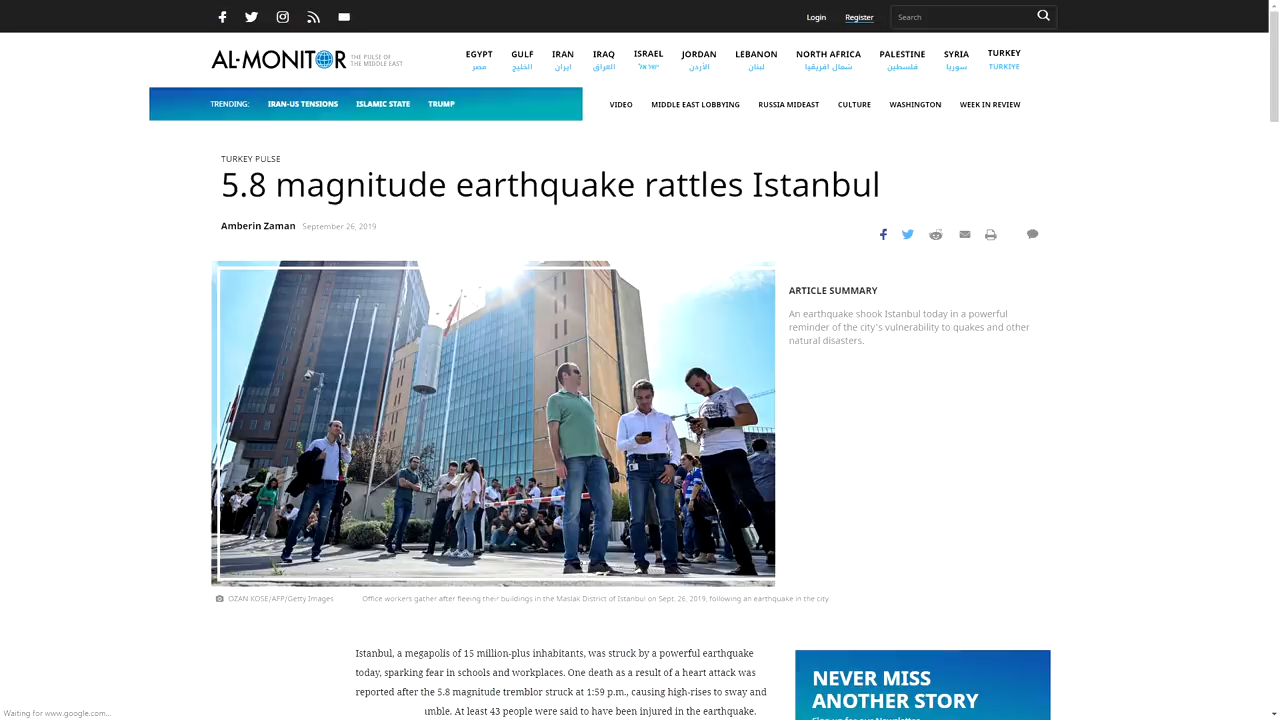 Login
Register
Search
AL-MONITOR
THE PULSE OF
THE MIDDLE EAST
EGYPT
GULF
IRAN
IRAQ
ISRAEL
JORDAN
LEBANON
NORTH AFRICA
PALESTINE
SYRIA
TURKEY
مصر
الخليج
ایران
العراق
ישראל
الأردن
لبنان
شمال افريقيا
فلسطين
سوريا
TÜRKİYE
TRENDING:
IRAN-US TENSIONS
ISLAMIC STATE
TRUMP
VIDEO
MIDDLE EAST LOBBYING
RUSSIA MIDEAST
CULTURE
WASHINGTON
WEEK IN REVIEW
TURKEY PULSE
5.8 magnitude earthquake rattles Istanbul
Amberin Zaman September 26, 2019
ARTICLE SUMMARY
An earthquake shook Istanbul today in a powerful
reminder of the city's vulnerability to quakes and other
natural disasters.
OZAN KOSE/AFP/Getty Images
Office workers gather after fleeing their buildings in the Maslak District of Istanbul on Sept. 26, 2019, following an earthquake in the city.
Istanbul, a megapolis of 15 million-plus inhabitants, was struck by a powerful earthquake
today, sparking fear in schools and workplaces. One death as a result of a heart attack was
reported after the 5.8 magnitude tremblor struck at 1:59 p.m., causing high-rises to sway and
umble. At least 43 people were said to have been injured in the earthquake.
NEVER MISS
ANOTHER STORY
Sign up for our Newsletter
Waiting for www.google.com...